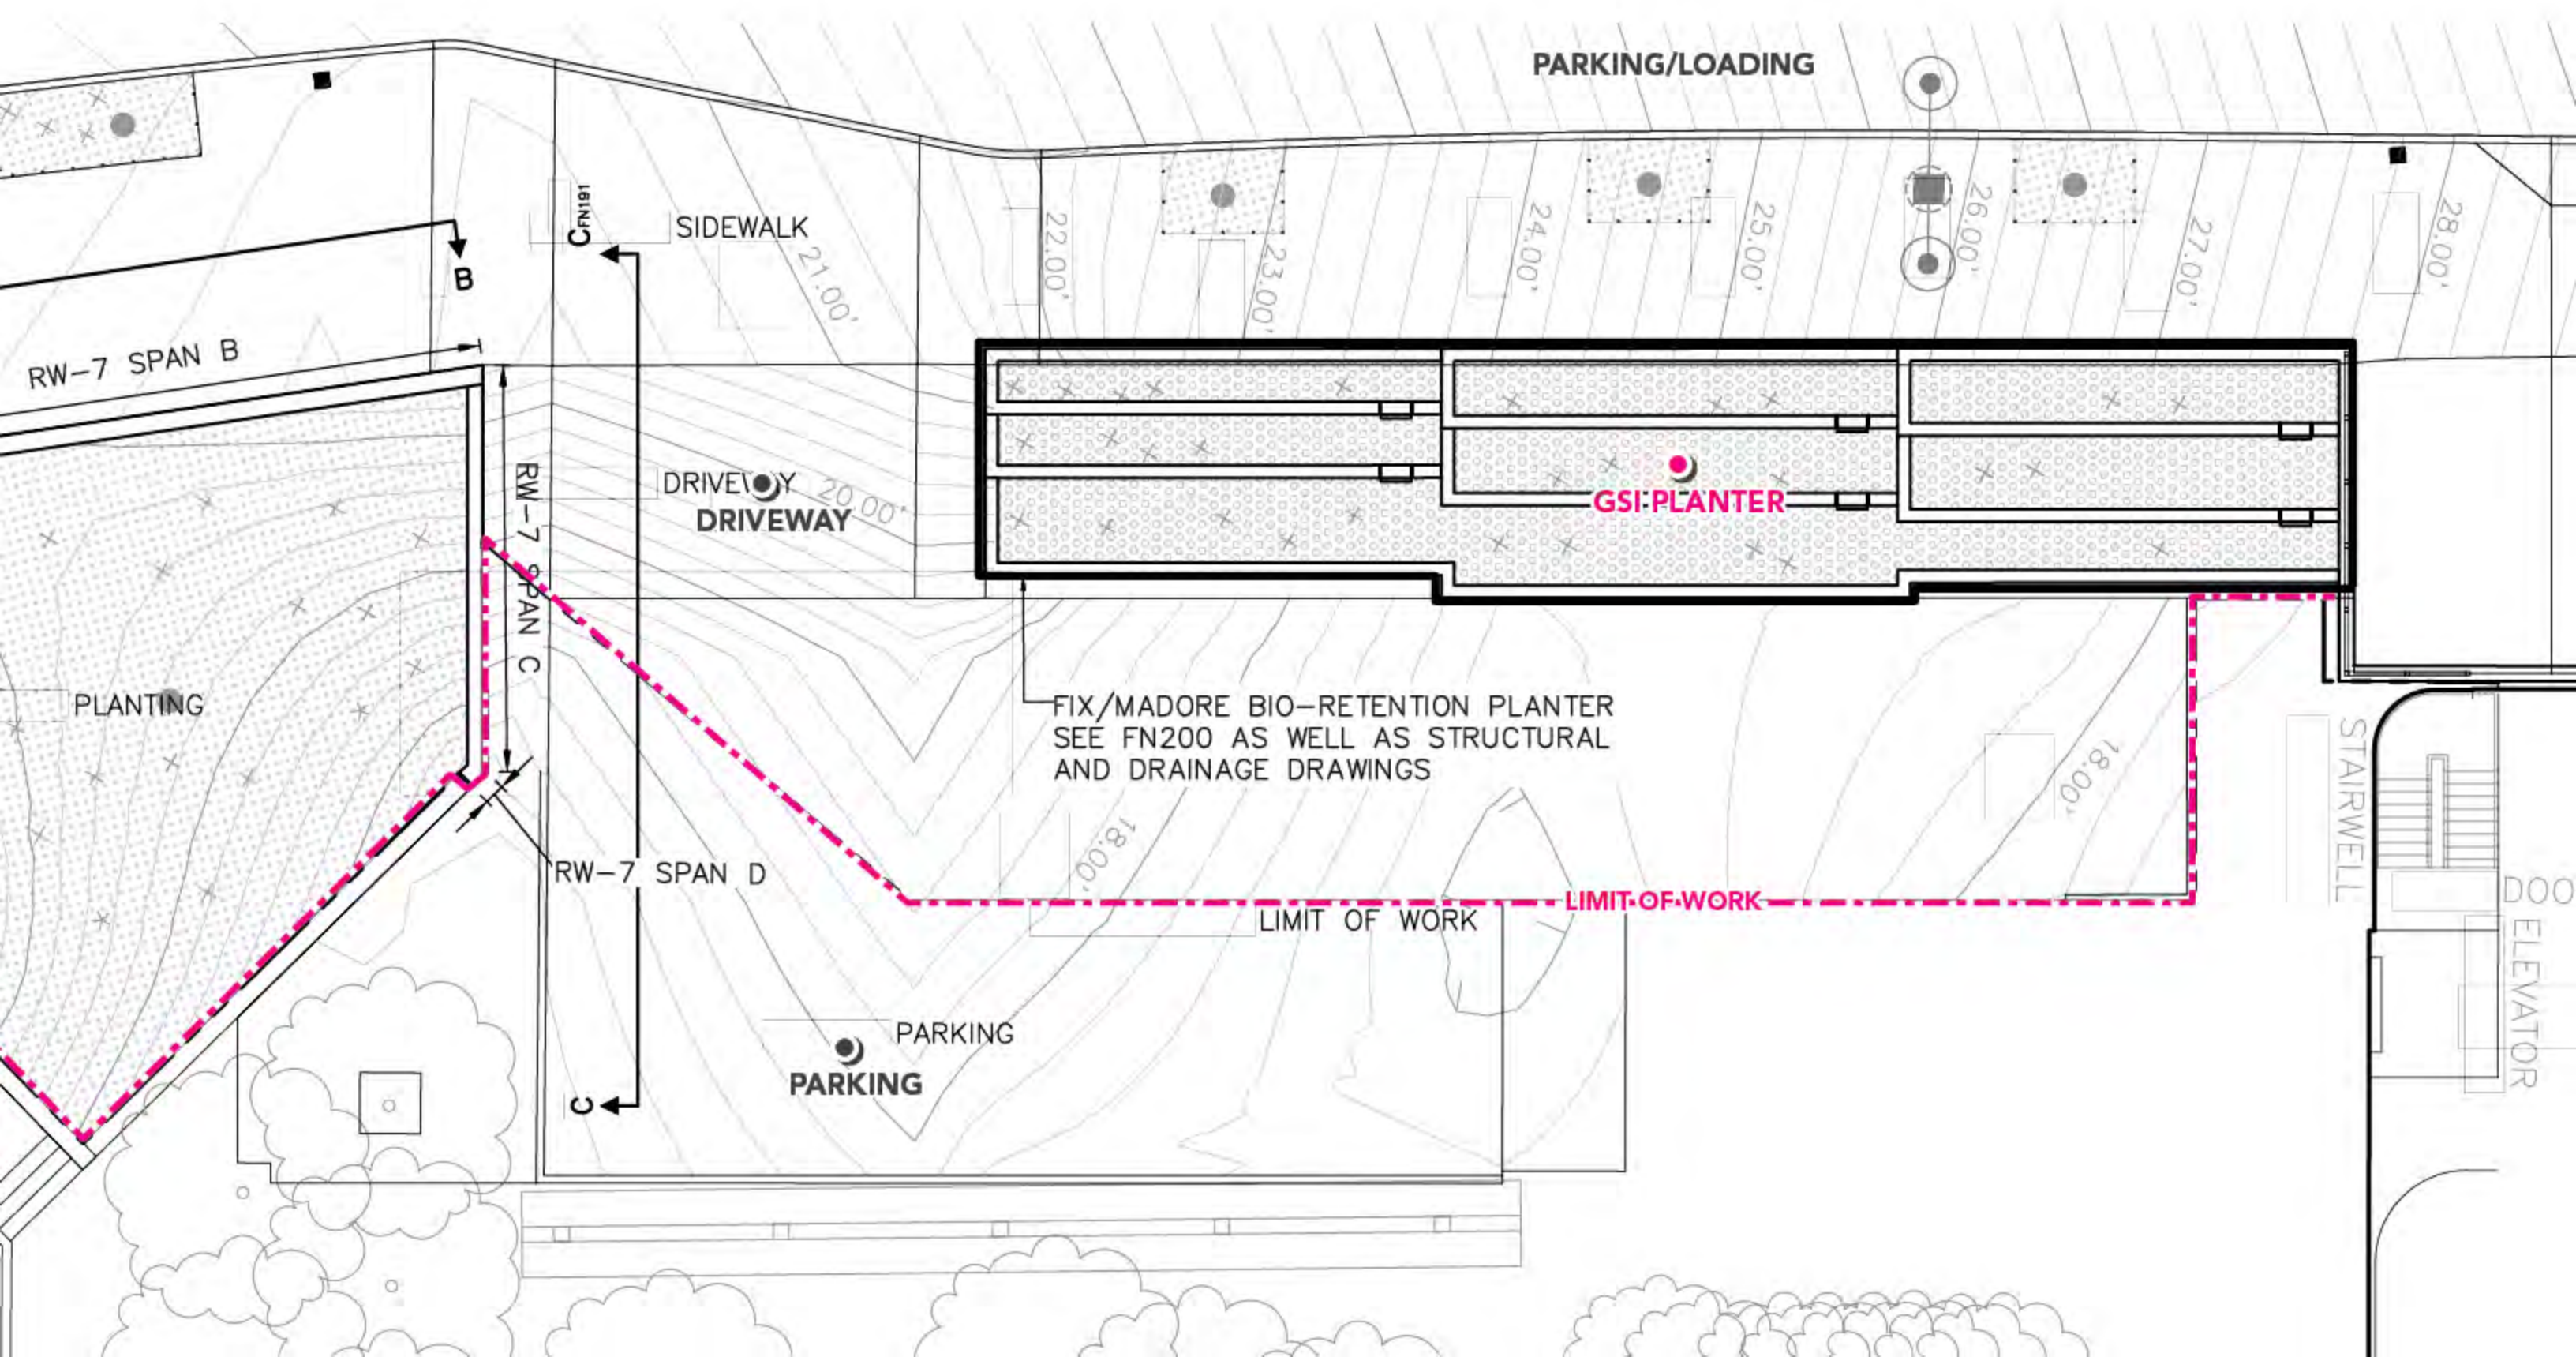 PARKING/LOADING
CFN191
SIDEWALK
B
21.00'
22.00'
23.00'
24.00'
25.00'
26.00'
27.00'
28.00'
RW-7 SPAN B
RW-7 SPAN C
DRIVEWAY
DRIVEWAY
20.00'
GSI PLANTER
PLANTING
FIX/MADORE BIO-RETENTION PLANTER
SEE FN200 AS WELL AS STRUCTURAL
AND DRAINAGE DRAWINGS
18.00'
18.00'
STAIRWELL
RW-7 SPAN D
LIMIT OF WORK
LIMIT OF WORK
DOO
ELEVATOR
PARKING
PARKING
C